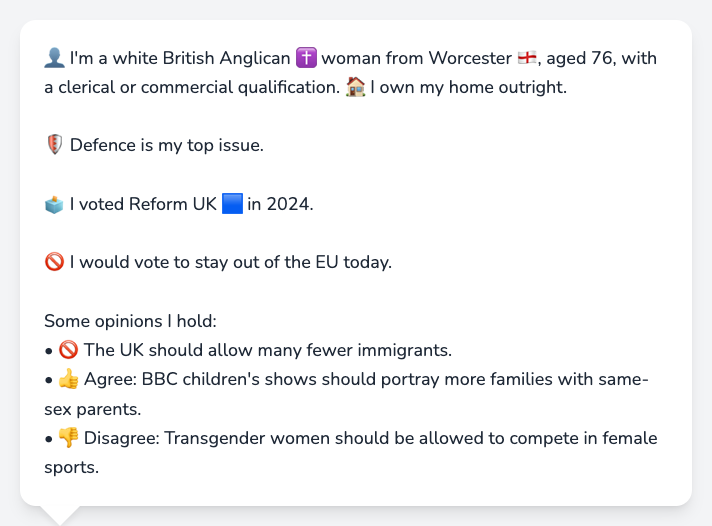 👤 I'm a white British Anglican ✝️ woman from Worcester 🏴󠁧󠁢󠁥󠁮󠁧󠁿, aged 76, with
a clerical or commercial qualification. 🏠 I own my home outright.
🛡️ Defence is my top issue.
🗳️ I voted Reform UK 🟦 in 2024.
🚫 I would vote to stay out of the EU today.
Some opinions I hold:
• 🚫 The UK should allow many fewer immigrants.
• 👍 Agree: BBC children's shows should portray more families with same-
sex parents.
• 👎 Disagree: Transgender women should be allowed to compete in female
sports.